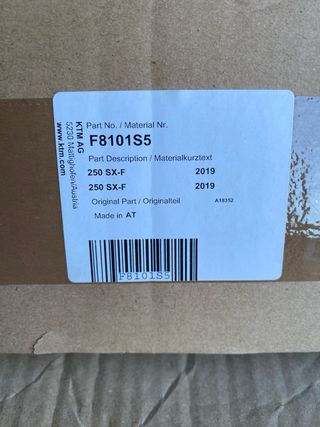 KTM AG
5230 Mattighofen/Austria
www.ktm.com
Part No. / Material Nr.
F8101S5
Part Description / Materialkurztext
250 SX-F 2019
250 SX-F 2019
Original Part / Originalteil A18352
Made in AT
F8101S5